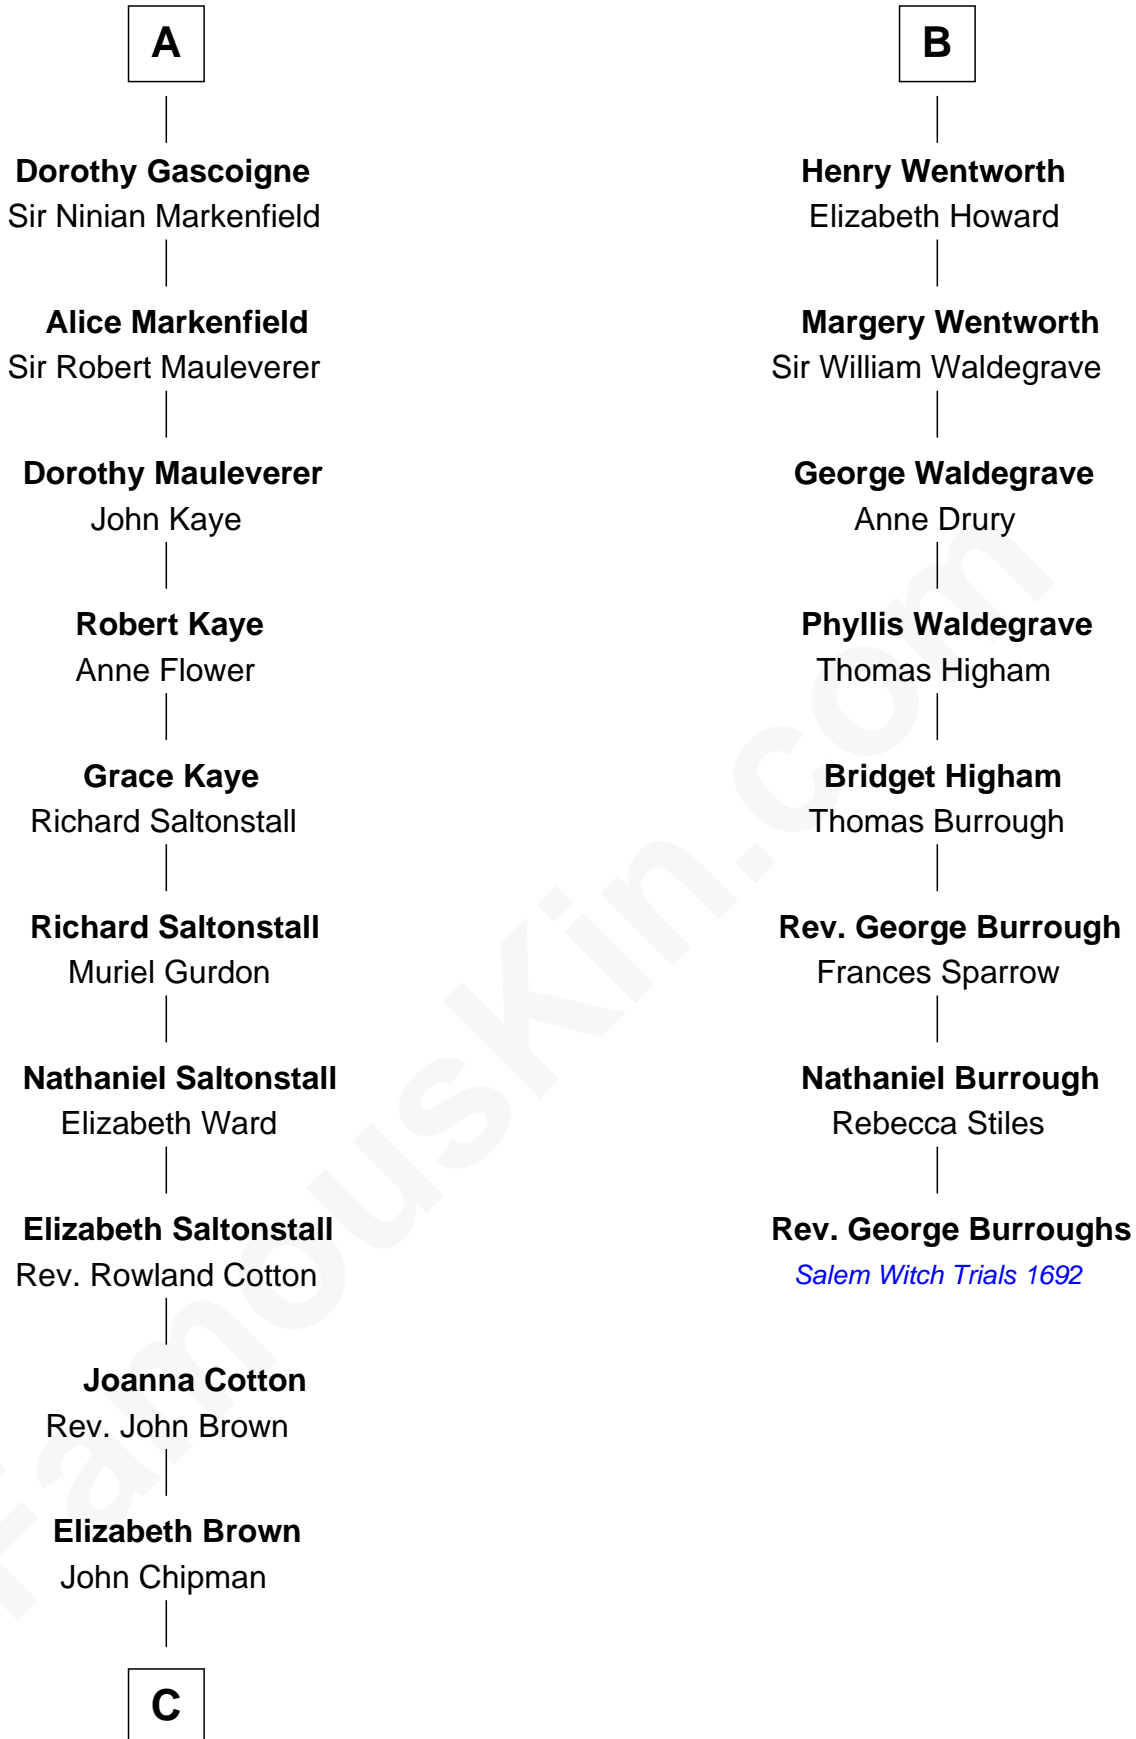 A
Dorothy Gascoigne
Sir Ninian Markenfield
Alice Markenfield
Sir Robert Mauleverer
Dorothy Mauleverer
John Kaye
Robert Kaye
Anne Flower
Grace Kaye
Richard Saltonstall
Richard Saltonstall
Muriel Gurdon
Nathaniel Saltonstall
Elizabeth Ward
Elizabeth Saltonstall
Rev. Rowland Cotton
Joanna Cotton
Rev. John Brown
Elizabeth Brown
John Chipman
C
B
Henry Wentworth
Elizabeth Howard
Margery Wentworth
Sir William Waldegrave
George Waldegrave
Anne Drury
Phyllis Waldegrave
Thomas Higham
Bridget Higham
Thomas Burrough
Rev. George Burrough
Frances Sparrow
Nathaniel Burrough
Rebecca Stiles
Rev. George Burroughs
Salem Witch Trials 1692
FamousKin.com